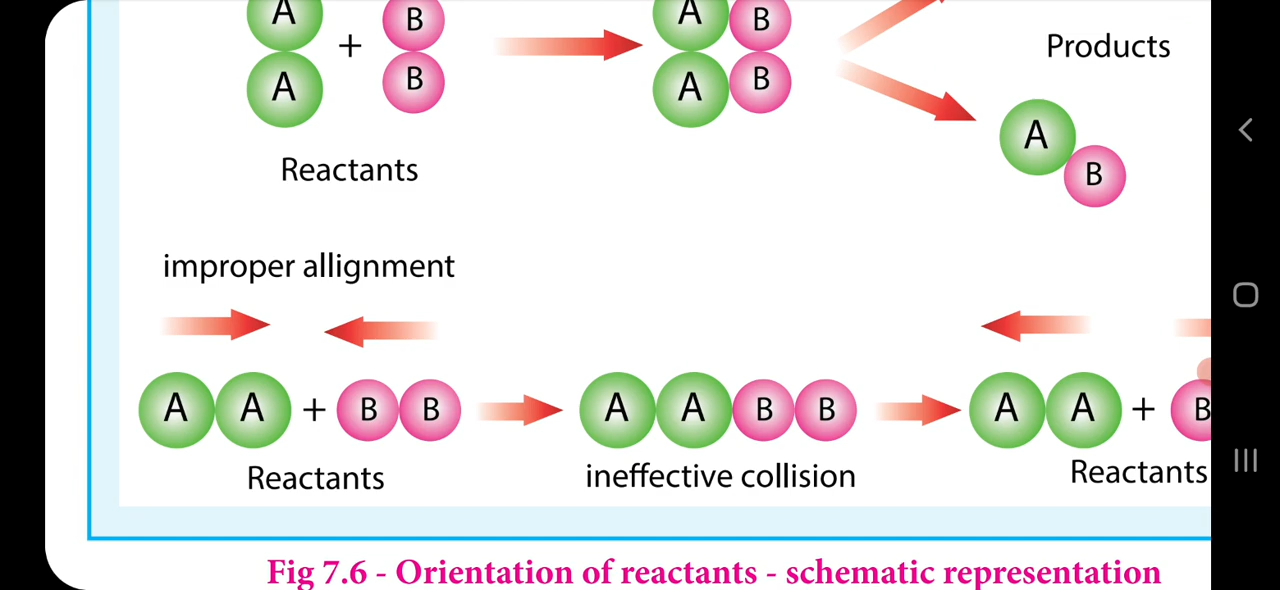 A B A B
+
A B A B
Products
A
B
Reactants
improper allignment
A A + B B A A B B A A + B
Reactants ineffective collision Reactants
Fig 7.6 - Orientation of reactants - schematic representation